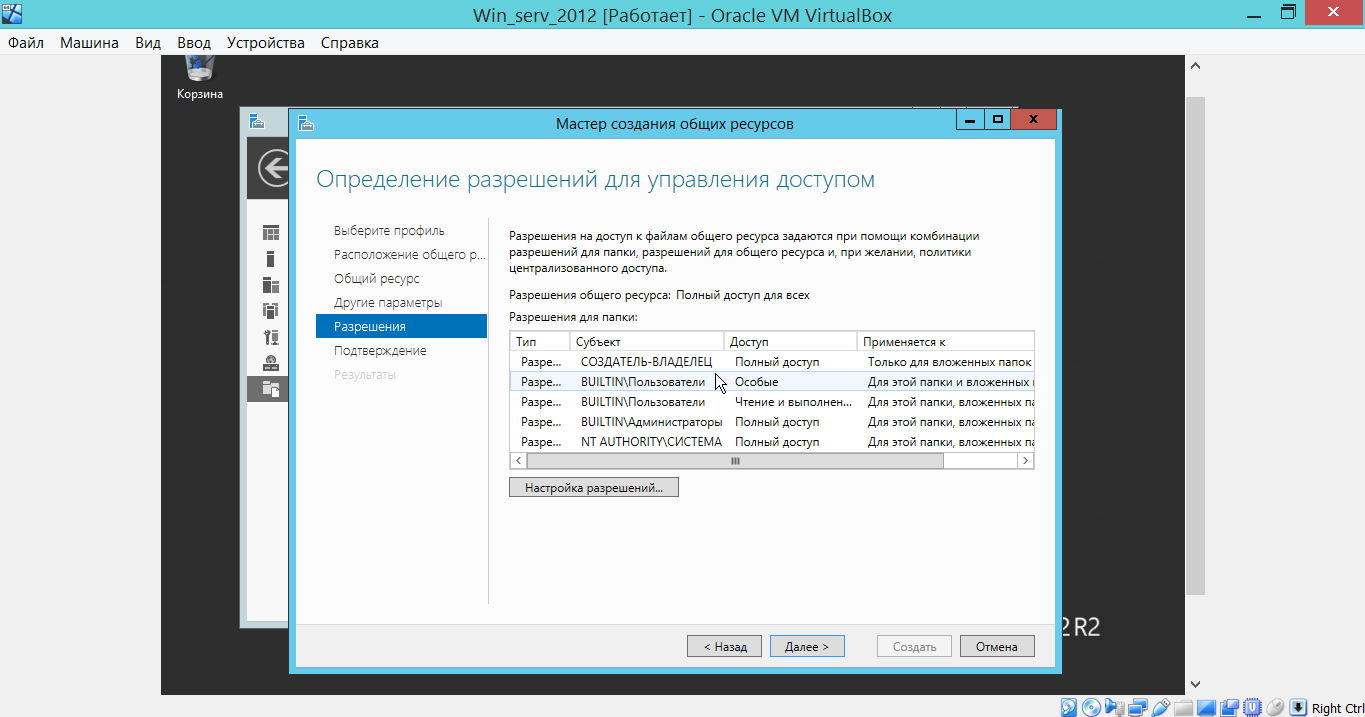 Win_serv_2012 [Работает] - Oracle VM VirtualBox
Файл Машина Вид Ввод Устройства Справка
Корзина
Мастер создания общих ресурсов
Определение разрешений для управления доступом
Выберите профиль
Расположение общего р...
Общий ресурс
Другие параметры
Разрешения
Подтверждение
Результаты
Разрешения на доступ к файлам общего ресурса задаются при помощи комбинации
разрешений для папки, разрешений для общего ресурса и, при желании, политики
централизованного доступа.
Разрешения общего ресурса: Полный доступ для всех
Разрешения для папки:
Тип Субъект Доступ Применяется к
Разре... СОЗДАТЕЛЬ-ВЛАДЕЛЕЦ Полный доступ Только для вложенных папок
Разре... BUILTIN\Пользователи Особые Для этой папки и вложенных
Разре... BUILTIN\Пользователи Чтение и выполнен... Для этой папки, вложенных па
Разре... BUILTIN\Администраторы Полный доступ Для этой папки, вложенных па
Разре... NT AUTHORITY\СИСТЕМА Полный доступ Для этой папки, вложенных па
Настройка разрешений...
< Назад Далее > Создать Отмена
2 R2
Right Ctrl